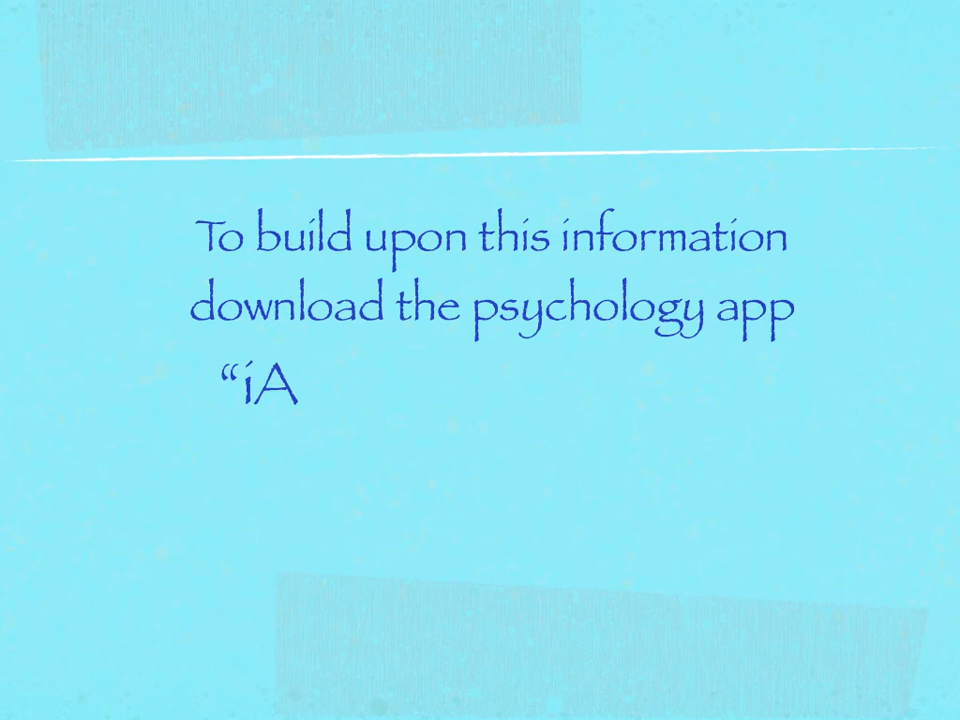 To build upon this information
download the psychology app
“iA